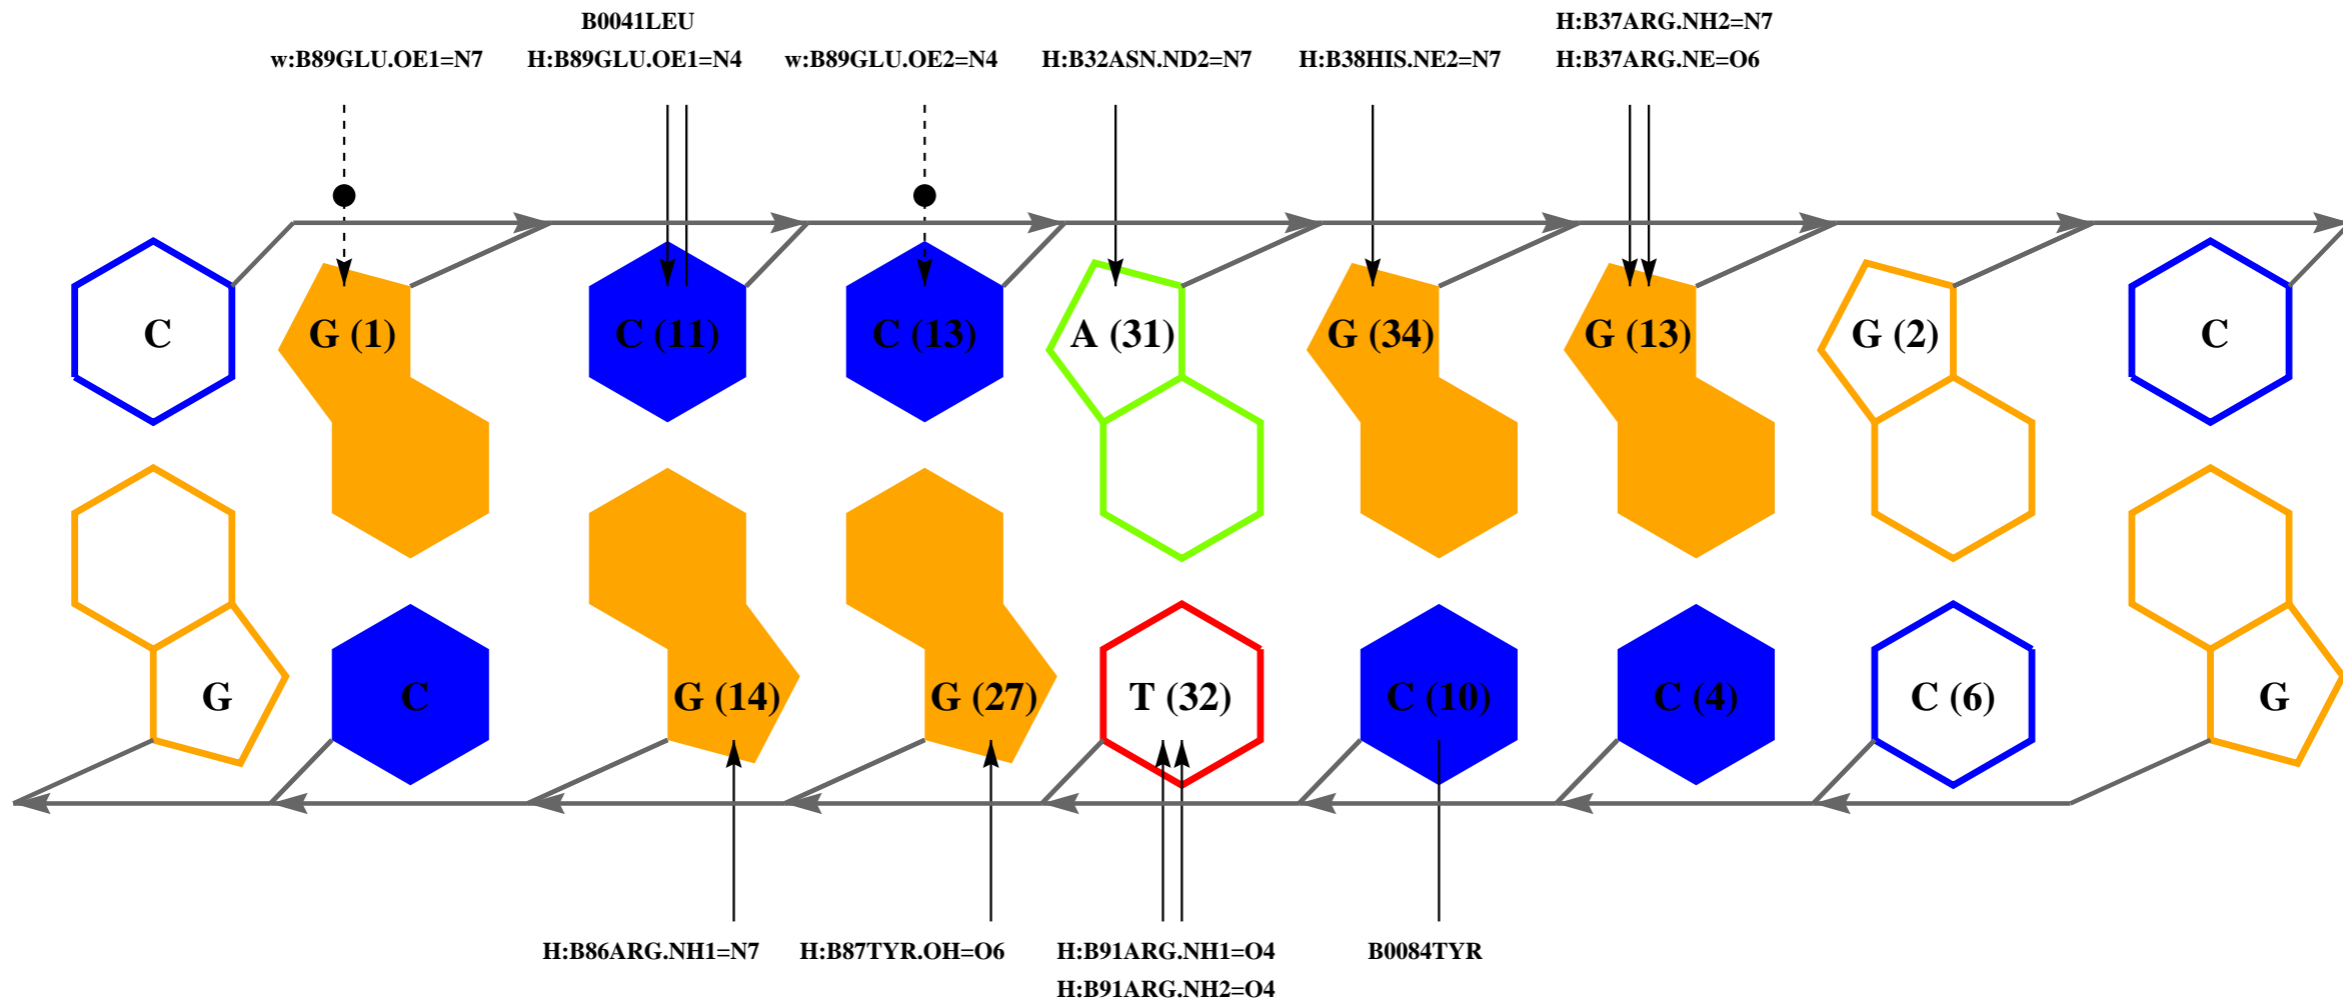 B0041LEU
H:B37ARG.NH2=N7
w:B89GLU.OE1=N7 H:B89GLU.OE1=N4 w:B89GLU.OE2=N4 H:B32ASN.ND2=N7 H:B38HIS.NE2=N7 H:B37ARG.NE=O6
C G (1) C (11) C (13) A (31) G (34) G (13) G (2) C
G C G (14) G (27) T (32) C (10) C (4) C (6) G
H:B86ARG.NH1=N7 H:B87TYR.OH=O6 H:B91ARG.NH1=O4 B0084TYR
H:B91ARG.NH2=O4